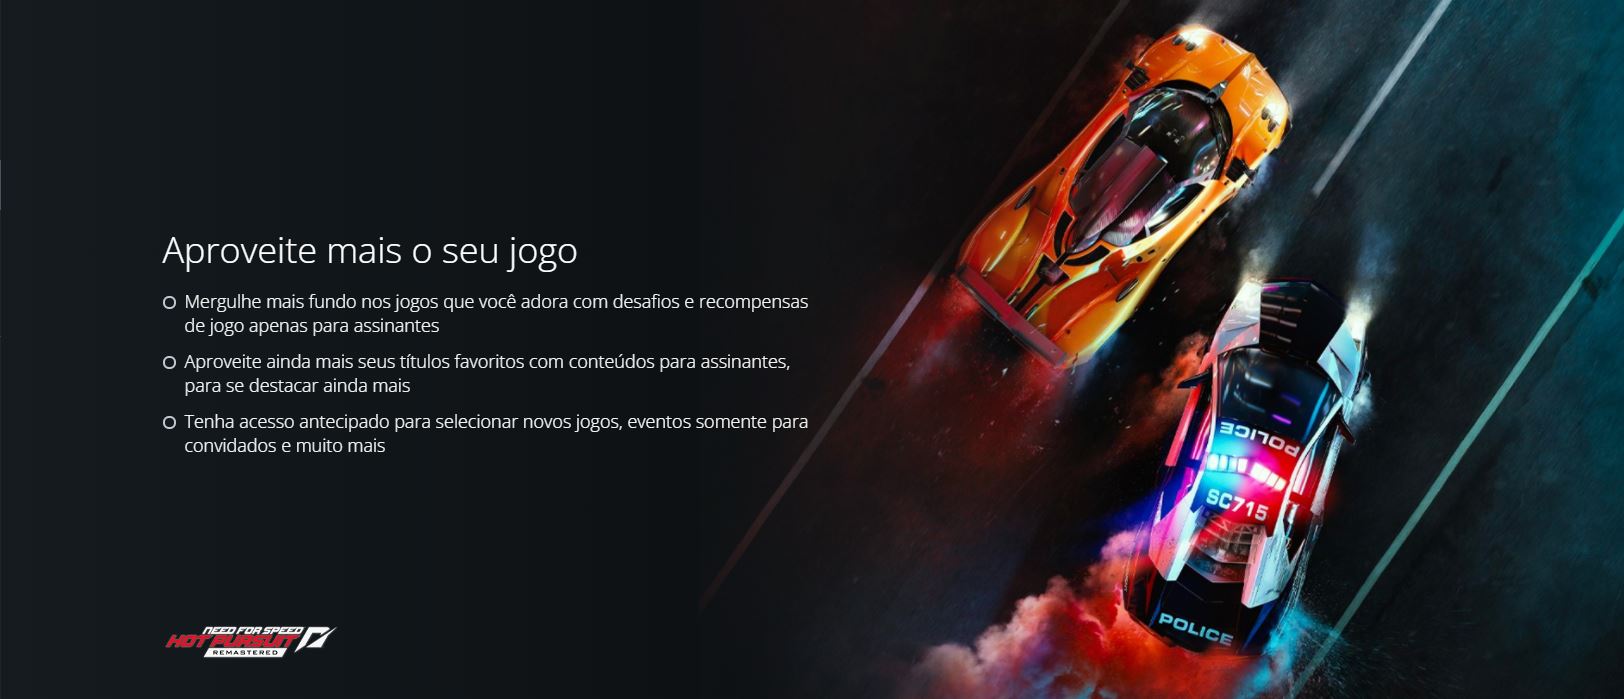 Aproveite mais o seu jogo
Mergulhe mais fundo nos jogos que você adora com desafios e recompensas
de jogo apenas para assinantes
Aproveite ainda mais seus títulos favoritos com conteúdos para assinantes,
para se destacar ainda mais
Tenha acesso antecipado para selecionar novos jogos, eventos somente para
convidados e muito mais
POLICE
SC715
POLICE
NEED FOR SPEED
HOT PURSUIT
REMASTERED